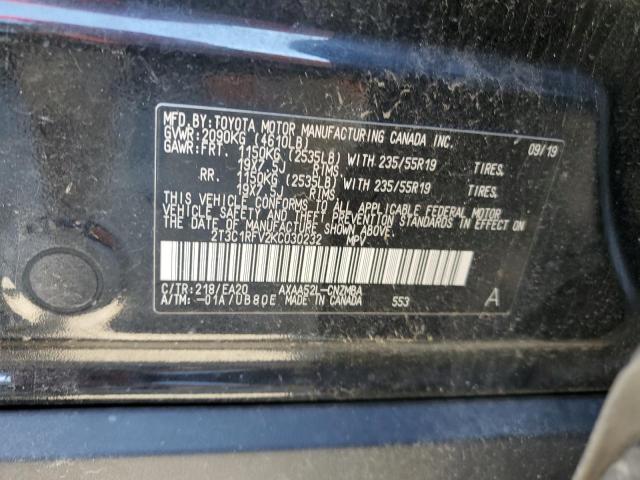 MFD.BY:TOYOTA MOTOR MANUFACTURING CANADA INC. 09/19
GVWR:2090KG (4610LB)
GAWR:FRT. 1150KG (2535LB) WITH 235/55R19 TIRES,
19X7.5J RIMS,
RR. 1150KG (2535LB) WITH 235/55R19 TIRES,
19X7.5J RIMS,
THIS VEHICLE CONFORMS TO ALL APPLICABLE FEDERAL MOTOR
VEHICLE SAFETY AND THEFT PREVENTION STANDARDS IN EFFECT ON
THE DATE OF MANUFACTURE SHOWN ABOVE.
2T3C1RFV2KC030232 MPV
C/TR:218/EA20 AXAA52L-CNZMBA A
A/TM:-01A/UB80E MADE IN CANADA 553